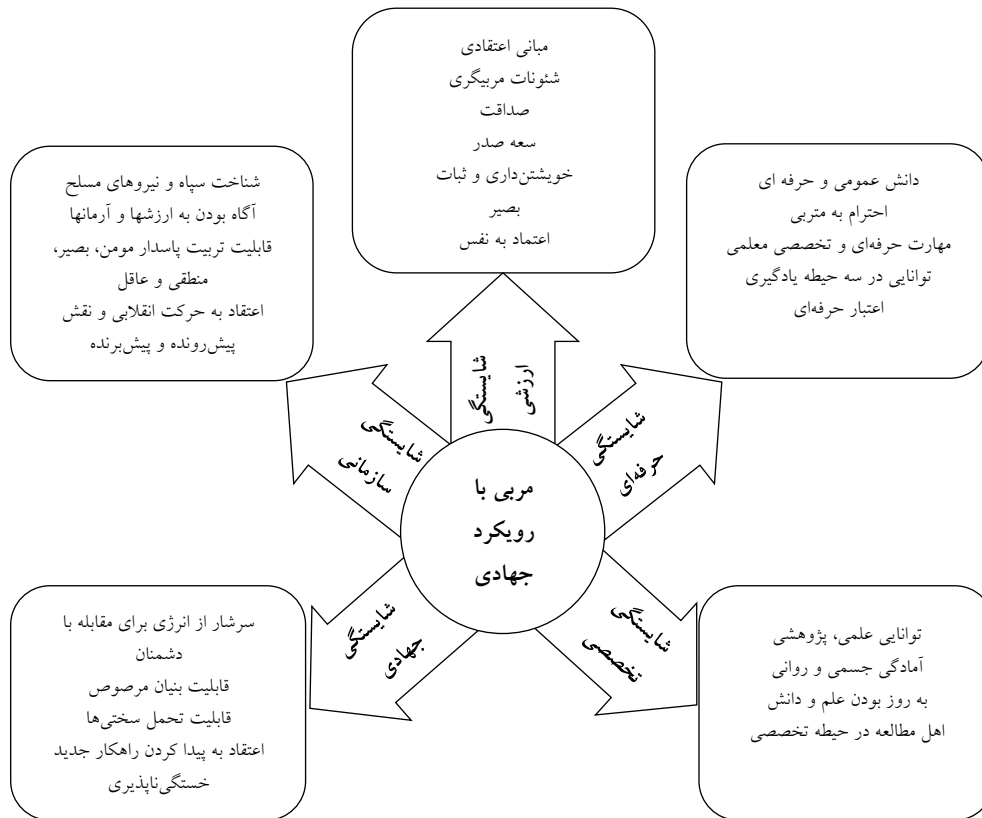 مبانی اعتقادی
شئونات مربیگری
صداقت
سعه صدر
خویشتن‌داری و ثبات
بصیر
اعتماد به نفس
دانش عمومی و حرفه ای
احترام به متربی
مهارت حرفه‌ای و تخصصی معلمی
توانایی در سه حیطه یادگیری
اعتبار حرفه‌ای
شناخت سپاه و نیروهای مسلح
آگاه بودن به ارزشها و آرمانها
قابلیت تربیت پاسدار مومن، بصیر،
منطقی و عاقل
اعتقاد به حرکت انقلابی و نقش
پیش‌رونده و پیش‌برنده
شایستگی
ارزشی
شایستگی
حرفه‌ای
شایستگی
سازمانی
مربی با
رویکرد
جهادی
شایستگی
تخصصی
شایستگی
جهادی
توانایی علمی، پژوهشی
آمادگی جسمی و روانی
به روز بودن علم و دانش
اهل مطالعه در حیطه تخصصی
سرشار از انرژی برای مقابله با
دشمنان
قابلیت بنیان مرصوص
قابلیت تحمل سختی‌ها
اعتقاد به پیدا کردن راهکار جدید
خستگی‌ناپذیری